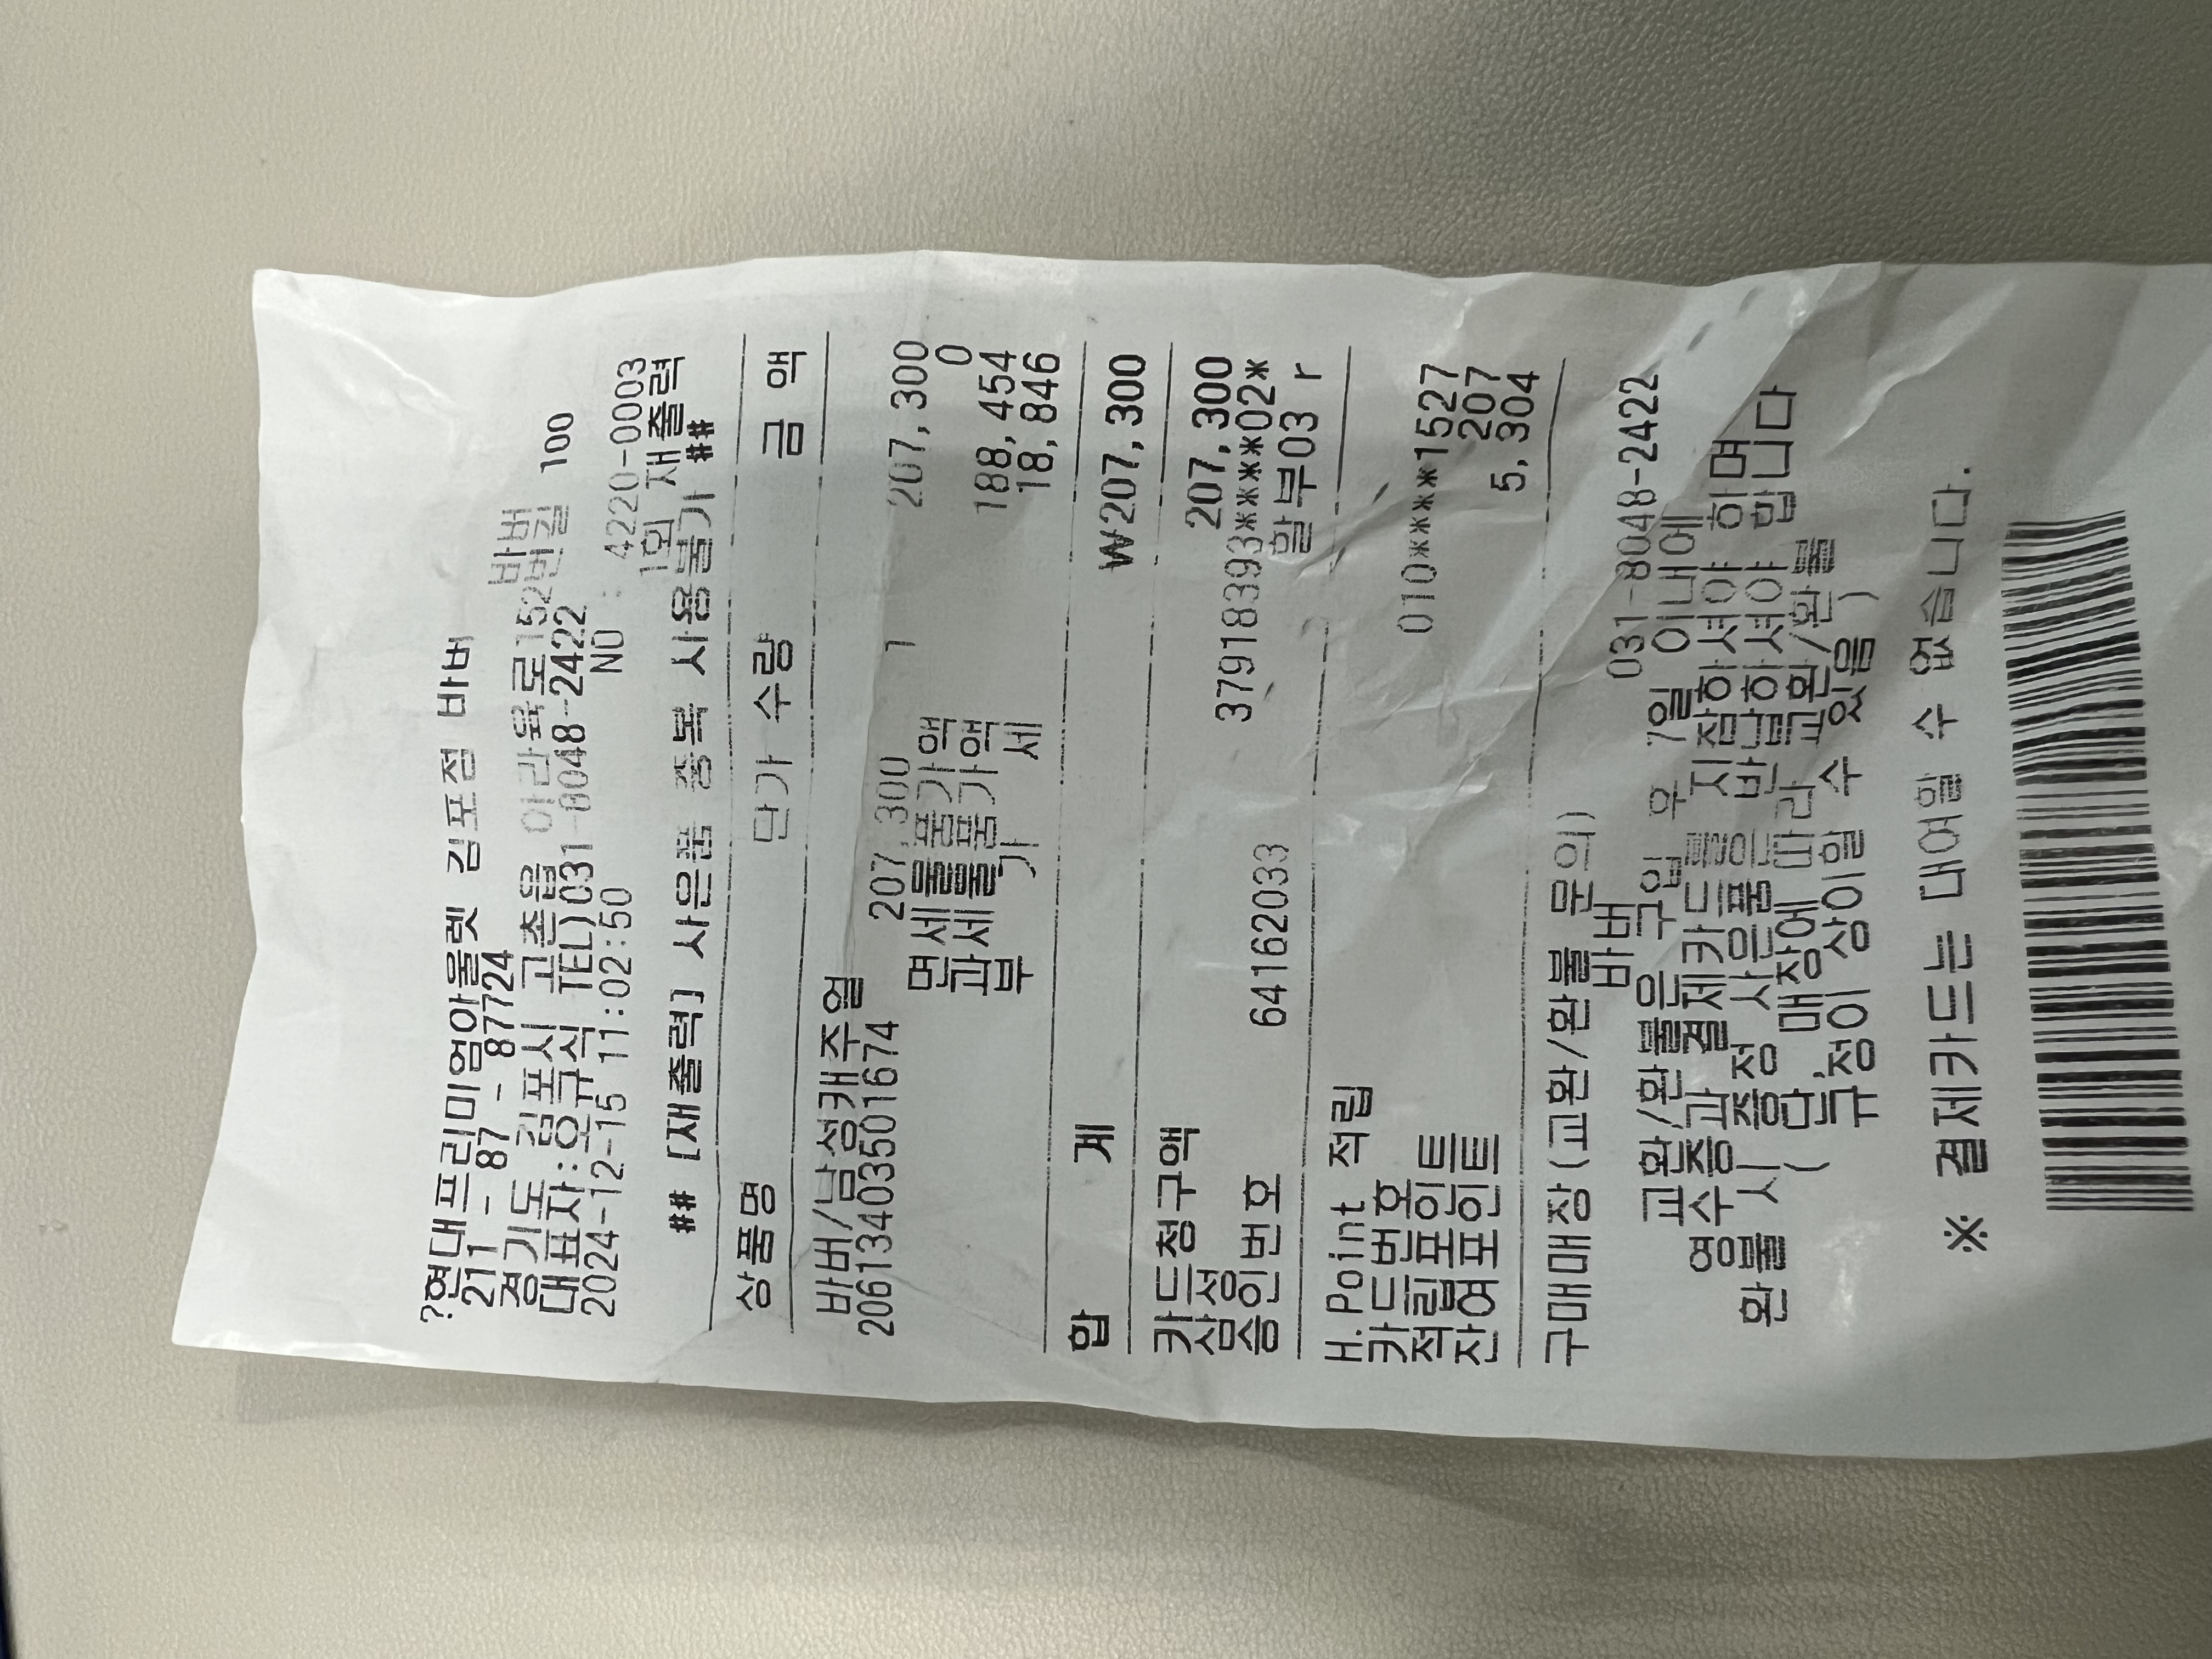 ?현대프리미엄아울렛 김포점 바버
211 - 87 - 87724 바버
경기도 김포시 고촌읍 아라육로152번길 100
대표자:오규식 TEL)031-8048-2422
2024-12-15 11:02:50 NO : 4220-0003
1회 재출력
## [재출력] 사은품 중복 사용불가 ##
상품명 단가 수량 금 액
바버/남성캐주얼
20613403501674 207,300 1 207,300
면세물품가액 0
과세물품가액 188,454
부 가 세 18,846
합 계 ₩207,300
카드청구액 207,300
삼성 37918393****02*
승인번호 64162033 할부03 r
H.Point 적립
카드번호 010****1527
적립포인트 207
잔여포인트 5,304
구매매장(교환/환불 문의)
바버 031-8048-2422
교환/환불은 구입 후 7일 이내에
영수증과 결제카드를 지참하셔야 하며
환불 시 증정 사은품은 반납하셔야 합니다
( 단, 매장에 따라 교환/환불
규정이 상이할 수 있음 )
※ 결제카드는 대여할 수 없습니다.